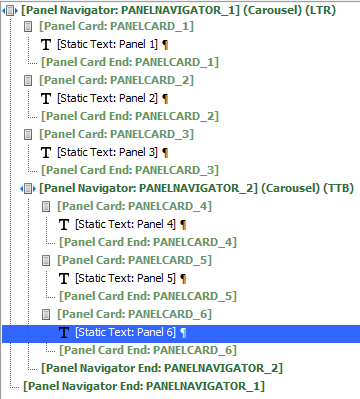 [Panel Navigator: PANELNAVIGATOR_1] (Carousel) (LTR)
[Panel Card: PANELCARD_1]
T [Static Text: Panel 1] ¶
[Panel Card End: PANELCARD_1]
[Panel Card: PANELCARD_2]
T [Static Text: Panel 2] ¶
[Panel Card End: PANELCARD_2]
[Panel Card: PANELCARD_3]
T [Static Text: Panel 3] ¶
[Panel Card End: PANELCARD_3]
[Panel Navigator: PANELNAVIGATOR_2] (Carousel) (TTB)
[Panel Card: PANELCARD_4]
T [Static Text: Panel 4] ¶
[Panel Card End: PANELCARD_4]
[Panel Card: PANELCARD_5]
T [Static Text: Panel 5] ¶
[Panel Card End: PANELCARD_5]
[Panel Card: PANELCARD_6]
T [Static Text: Panel 6] ¶
[Panel Card End: PANELCARD_6]
[Panel Navigator End: PANELNAVIGATOR_2]
[Panel Navigator End: PANELNAVIGATOR_1]